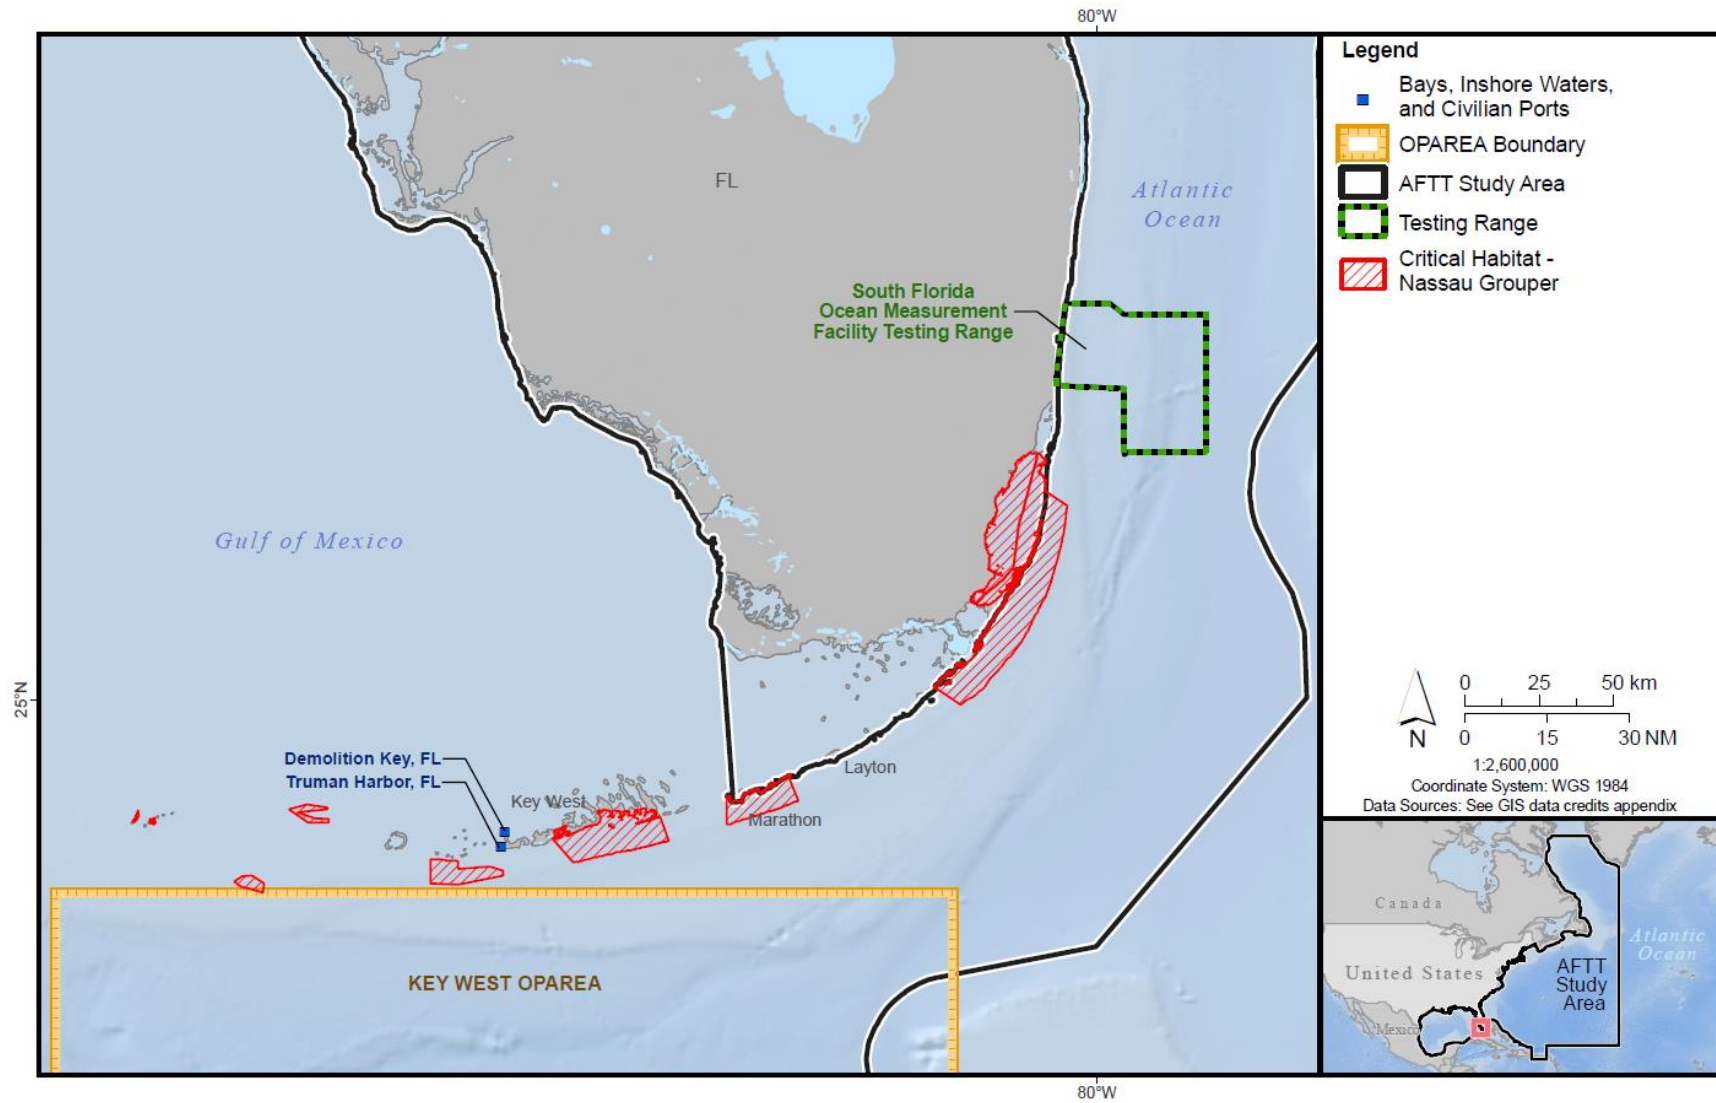 80°W
FL
Atlantic
Ocean
South Florida
Ocean Measurement
Facility Testing Range
Gulf of Mexico
25°N
Demolition Key, FL
Truman Harbor, FL
Key West
Layton
Marathon
KEY WEST OPAREA
80°W
Legend
Bays, Inshore Waters,
and Civilian Ports
OPAREA Boundary
AFTT Study Area
Testing Range
Critical Habitat -
Nassau Grouper
N
0 25 50 km
0 15 30 NM
1:2,600,000
Coordinate System: WGS 1984
Data Sources: See GIS data credits appendix
Canada
Atlantic
Ocean
United States
AFTT
Study
Area
Mexico